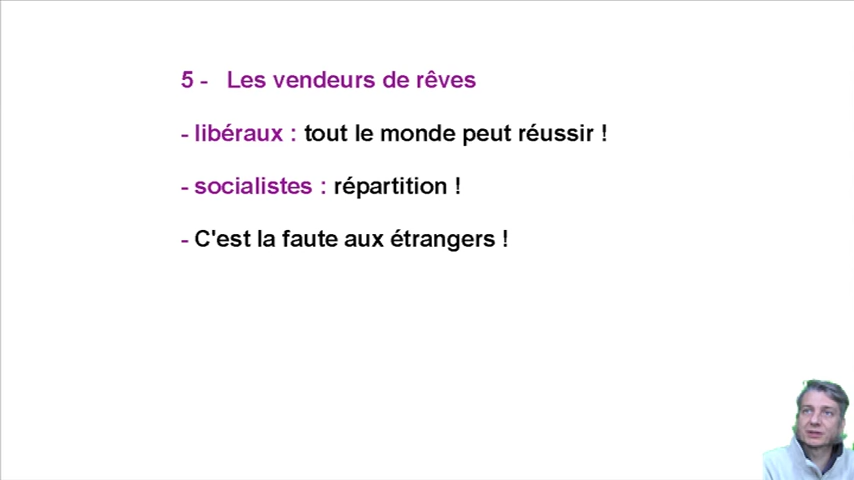 5 - Les vendeurs de rêves
- libéraux : tout le monde peut réussir !
- socialistes : répartition !
- C'est la faute aux étrangers !